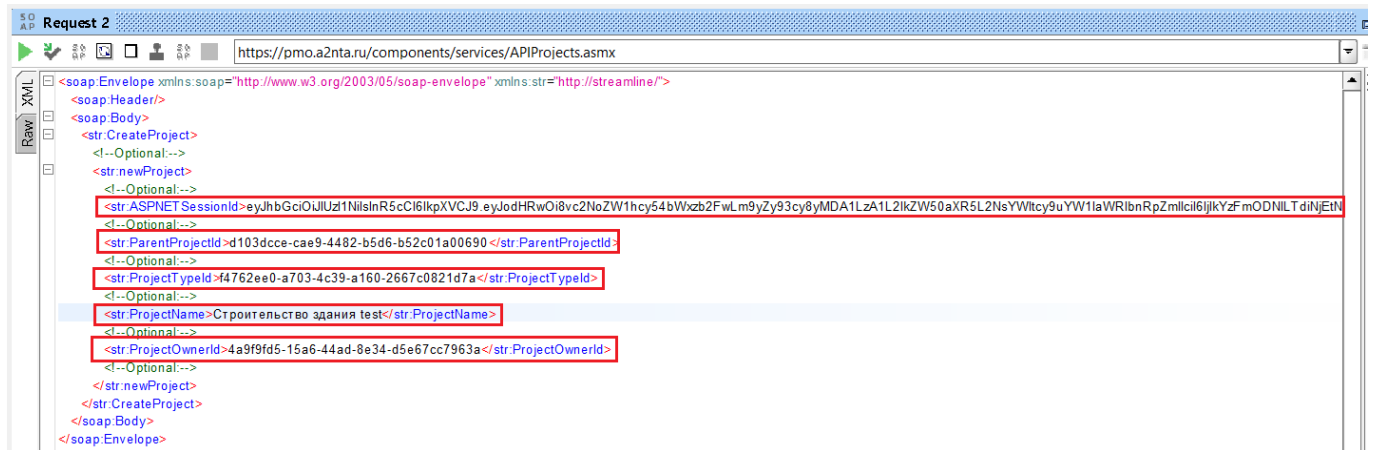 SOAP Request 2
https://pmo.a2nta.ru/components/services/APIProjects.asmx
XML
Raw
<soap:Envelope xmlns:soap="http://www.w3.org/2003/05/soap-envelope" xmlns:str="http://streamline/">
<soap:Header/>
<soap:Body>
<str:CreateProject>
<!--Optional:-->
<str:newProject>
<!--Optional:-->
<str:ASPNETSessionId>eyJhbGciOiJIUzI1NiIsInR5cCI6IkpXVCJ9.eyJodHRwOi8vc2NoZW1hcy54bWxzb2FwLm9yZy93cy8yMDA1LzA1L2lkZW50aXR5L2NsYWltcy9uYW1laWRlbnRpZmllciI6IjlkYzFmODNlLTdiNjEtN
<!--Optional:-->
<str:ParentProjectId>d103dcce-cae9-4482-b5d6-b52c01a00690</str:ParentProjectId>
<!--Optional:-->
<str:ProjectTypeId>f4762ee0-a703-4c39-a160-2667c0821d7a</str:ProjectTypeId>
<!--Optional:-->
<str:ProjectName>Строительство здания test</str:ProjectName>
<!--Optional:-->
<str:ProjectOwnerId>4a9f9fd5-15a6-44ad-8e34-d5e67cc7963a</str:ProjectOwnerId>
<!--Optional:-->
</str:newProject>
</str:CreateProject>
</soap:Body>
</soap:Envelope>